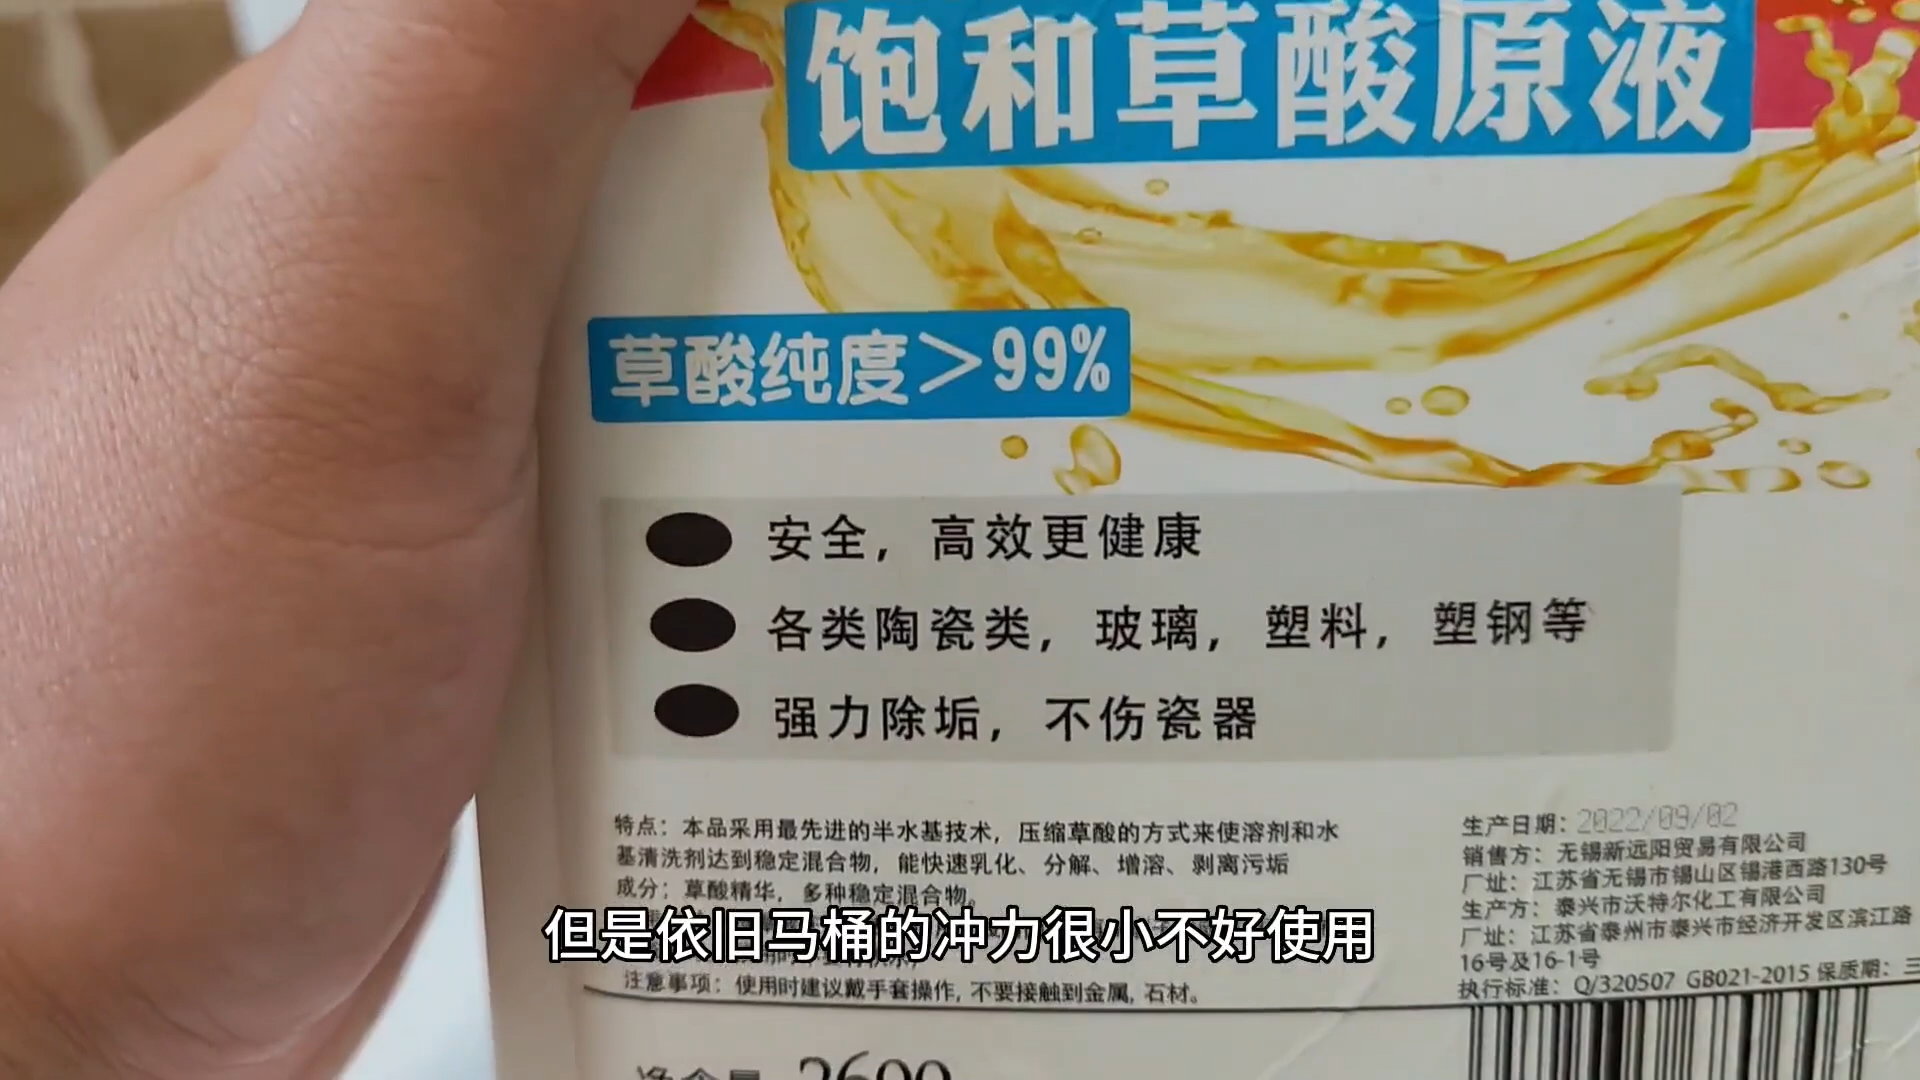 饱和草酸原液
草酸纯度＞99%
安全，高效更健康
各类陶瓷类，玻璃，塑料，塑钢等
强力除垢，不伤瓷器
特点：本品采用最先进的半水基技术，压缩草酸的方式来使溶剂和水
基清洗剂达到稳定混合物，能快速乳化、分解、增溶、剥离污垢
成分：草酸精华，多种稳定混合物。
但是依旧马桶的冲力很小不好使用
注意事项：使用时建议戴手套操作,不要接触到金属,石材。
净含量 2600
生产日期：2022/09/02
销售方：无锡新远阳贸易有限公司
厂址：江苏省无锡市锡山区锡港西路130号
生产方：泰兴市沃特尔化工有限公司
厂址：江苏省泰州市泰兴市经济开发区滨江路
16号及16-1号
执行标准：Q/320507 GB021-2015 保质期：三